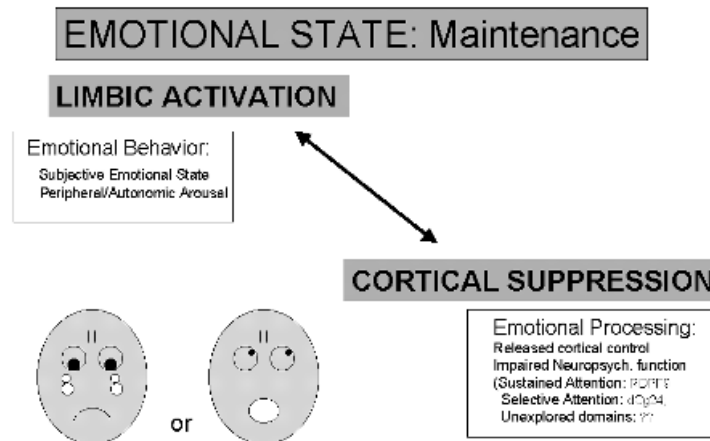 EMOTIONAL STATE: Maintenance
LIMBIC ACTIVATION
Emotional Behavior:
Subjective Emotional State
Peripheral/Autonomic Arousal
CORTICAL SUPPRESSION
Emotional Processing:
Released cortical control
Impaired Neuropsych. function
(Sustained Attention:
Selective Attention:
Unexplored domains: ??
or